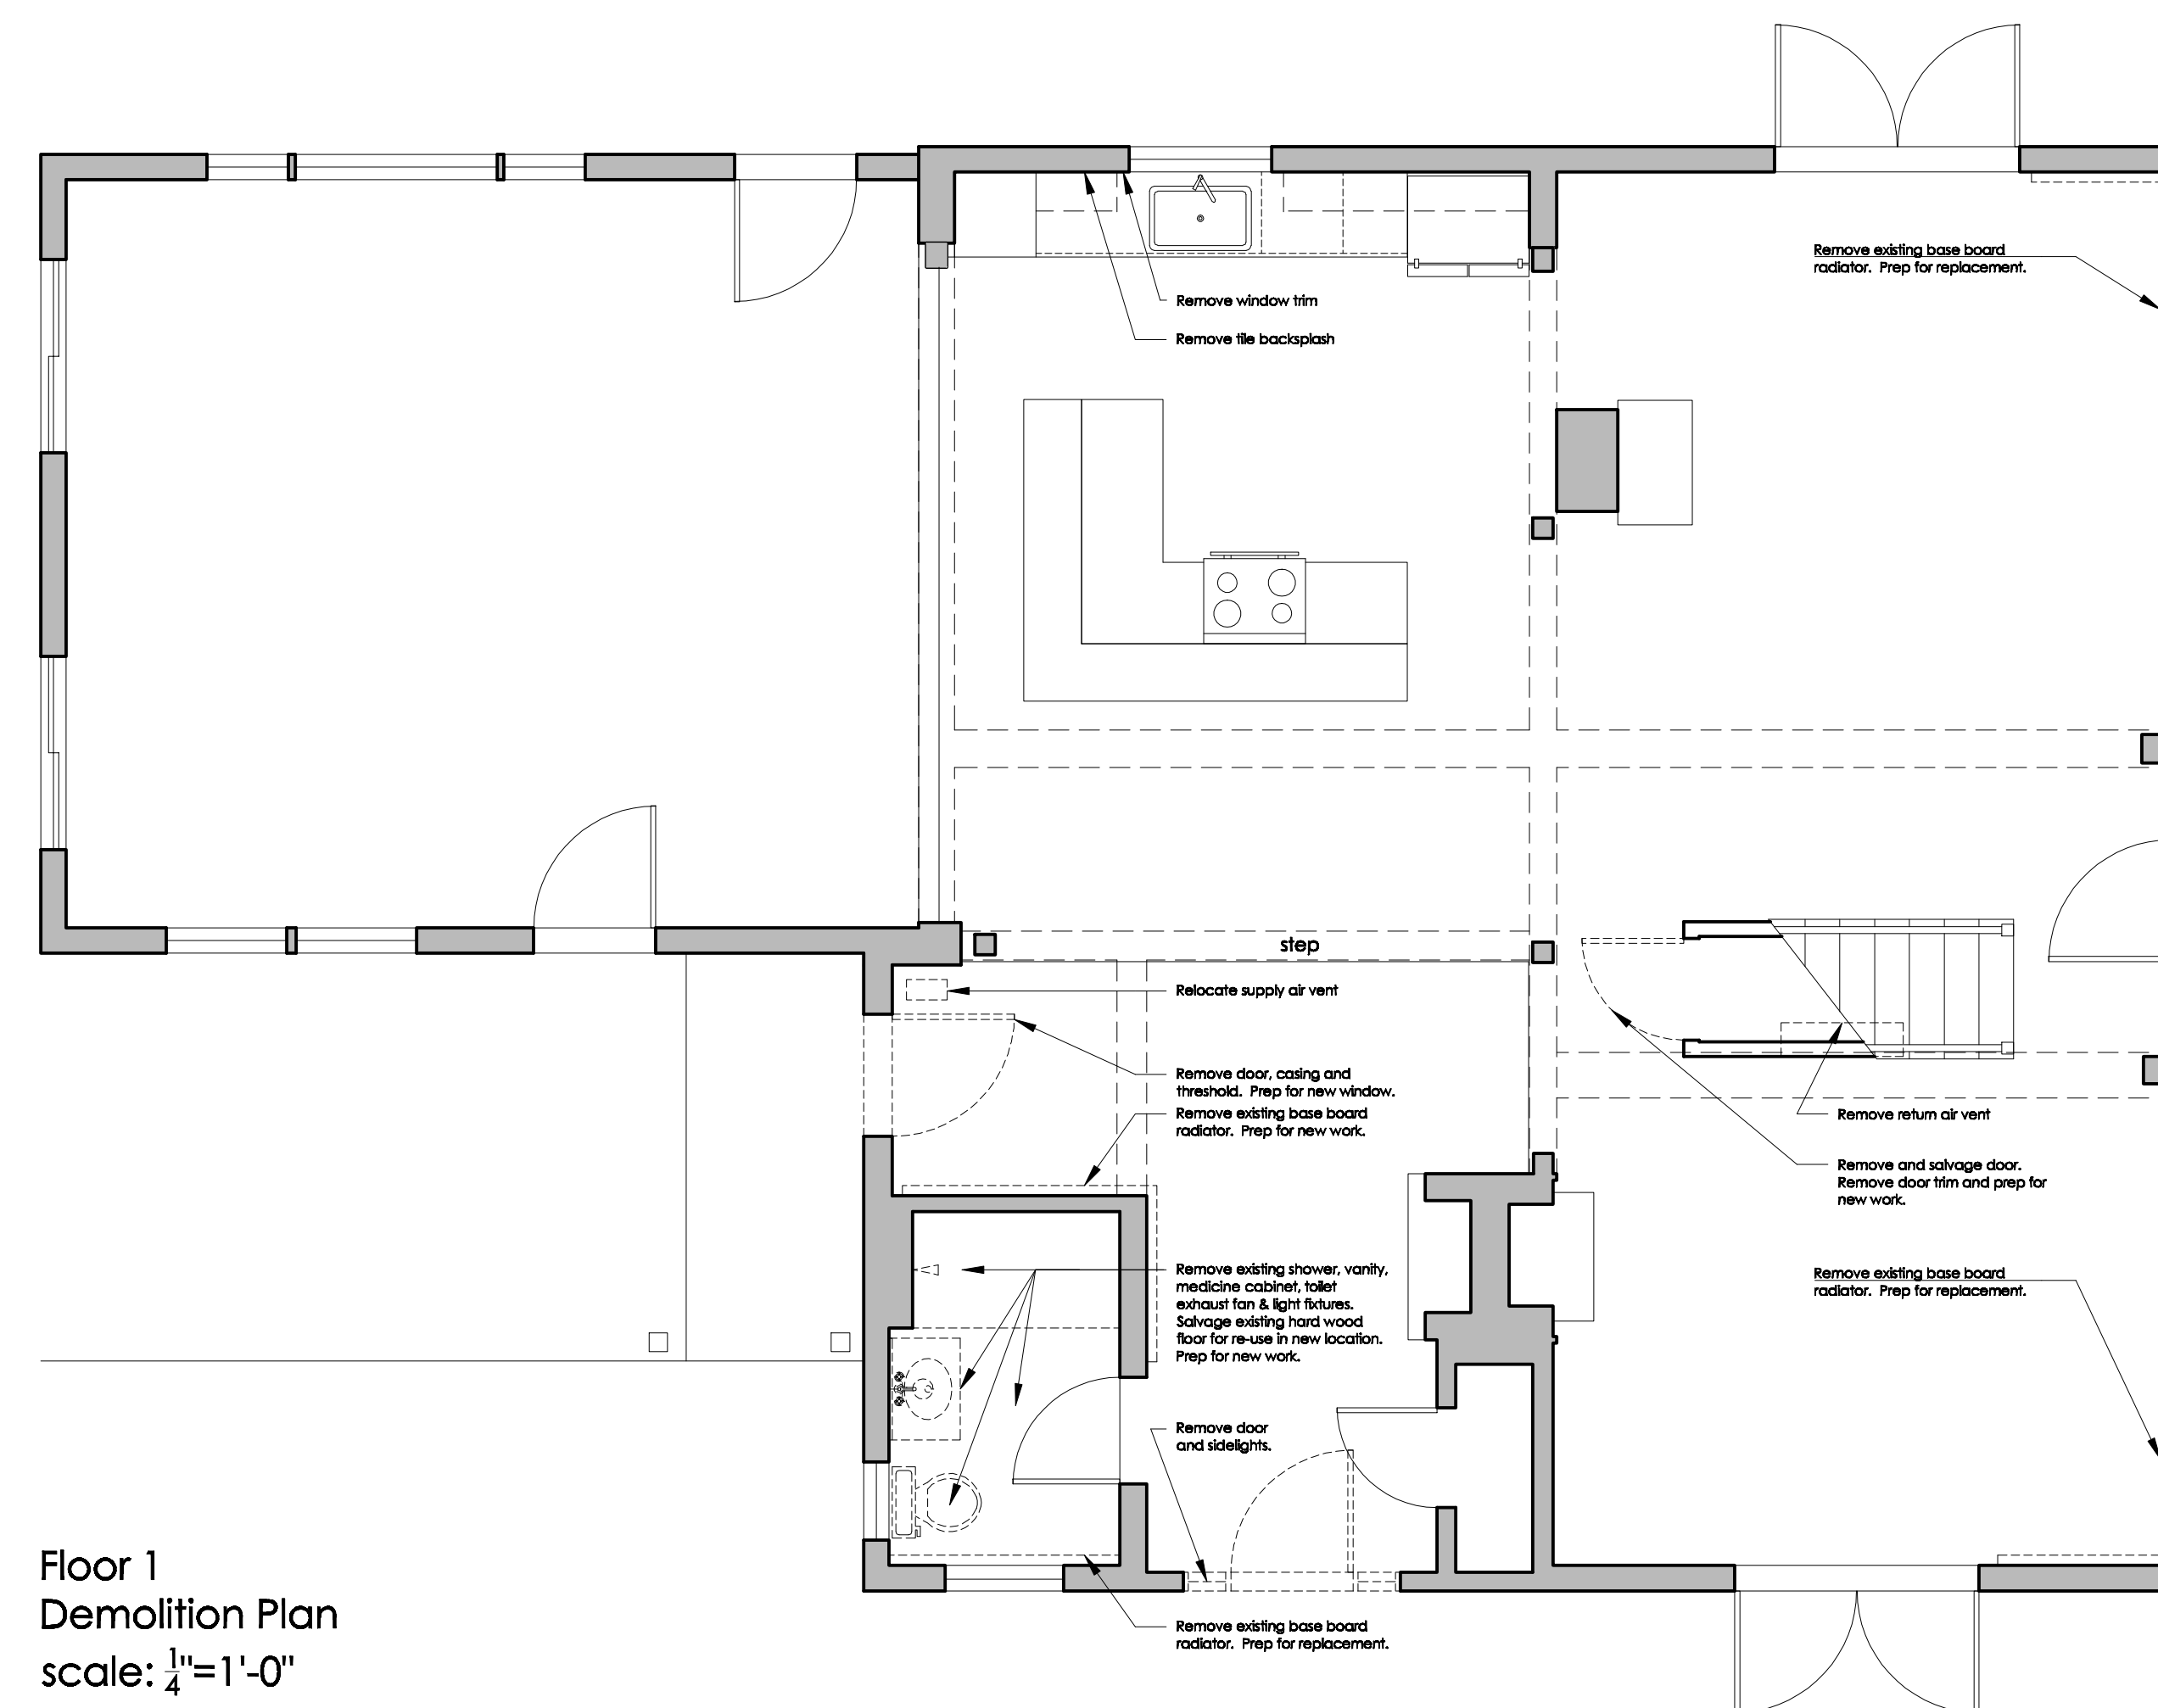 Remove existing base board
radiator.  Prep for replacement.
Remove window trim
Remove tile backsplash
step
Relocate supply air vent
Remove door, casing and
threshold.  Prep for new window.
Remove existing base board
radiator.  Prep for new work.
Remove return air vent
Remove and salvage door.
Remove door trim and prep for
new work.
Remove existing shower, vanity,
medicine cabinet, toilet
exhaust fan & light fixtures.
Salvage existing hard wood
floor for re-use in new location.
Prep for new work.
Remove existing base board
radiator.  Prep for replacement.
Remove door
and sidelights.
Remove existing base board
radiator.  Prep for replacement.
Floor 1
Demolition Plan
scale: 1/4"=1'-0"